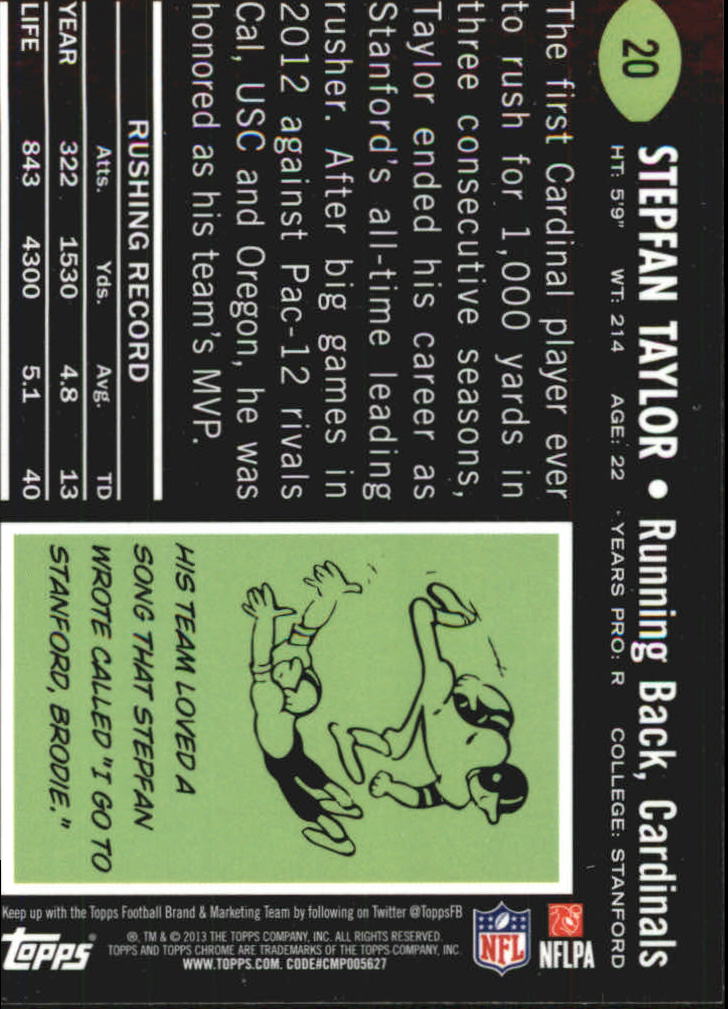 20
STEPFAN TAYLOR • Running Back, Cardinals
HT: 5'9" WT: 214 AGE: 22 • YEARS PRO: R COLLEGE: STANFORD
The first Cardinal player ever
to rush for 1,000 yards in
three consecutive seasons,
Taylor ended his career as
Stanford's all-time leading
rusher. After big games in
2012 against Pac-12 rivals
Cal, USC and Oregon, he was
honored as his team's MVP.
RUSHING RECORD
Atts. Yds. Avg. TD
YEAR 322 1530 4.8 13
LIFE 843 4300 5.1 40
HIS TEAM LOVED A
SONG THAT STEPFAN
WROTE CALLED "I GO TO
STANFORD, BRODIE."
NFL
NFLPA
Keep up with the Topps Football Brand & Marketing Team by following on Twitter @ToppsFB
®, TM & © 2013 THE TOPPS COMPANY, INC. ALL RIGHTS RESERVED.
TOPPS AND TOPPS CHROME ARE TRADEMARKS OF THE TOPPS COMPANY, INC.
WWW.TOPPS.COM. CODE#CMP005627
Topps®